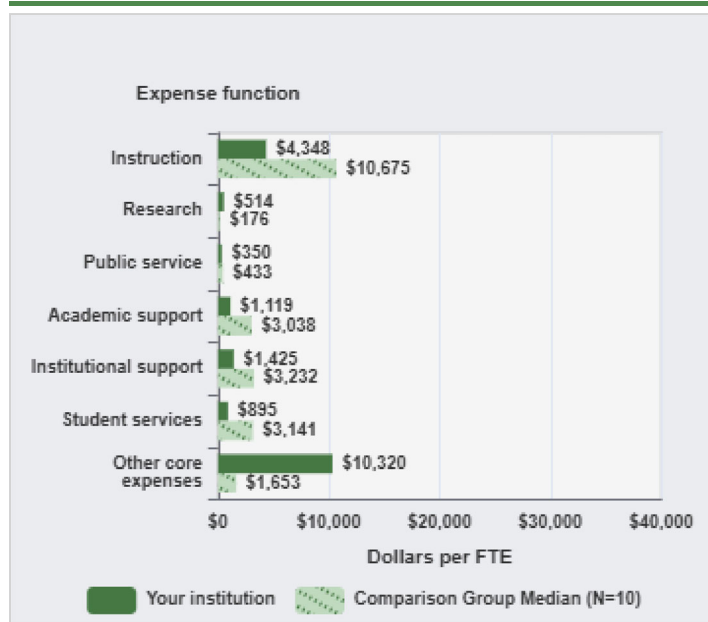 Expense function
Instruction
$4,348
$10,675
Research
$514
$176
Public service
$350
$433
Academic support
$1,119
$3,038
Institutional support
$1,425
$3,232
Student services
$895
$3,141
Other core
expenses
$10,320
$1,653
$0 $10,000 $20,000 $30,000 $40,000
Dollars per FTE
Your institution Comparison Group Median (N=10)